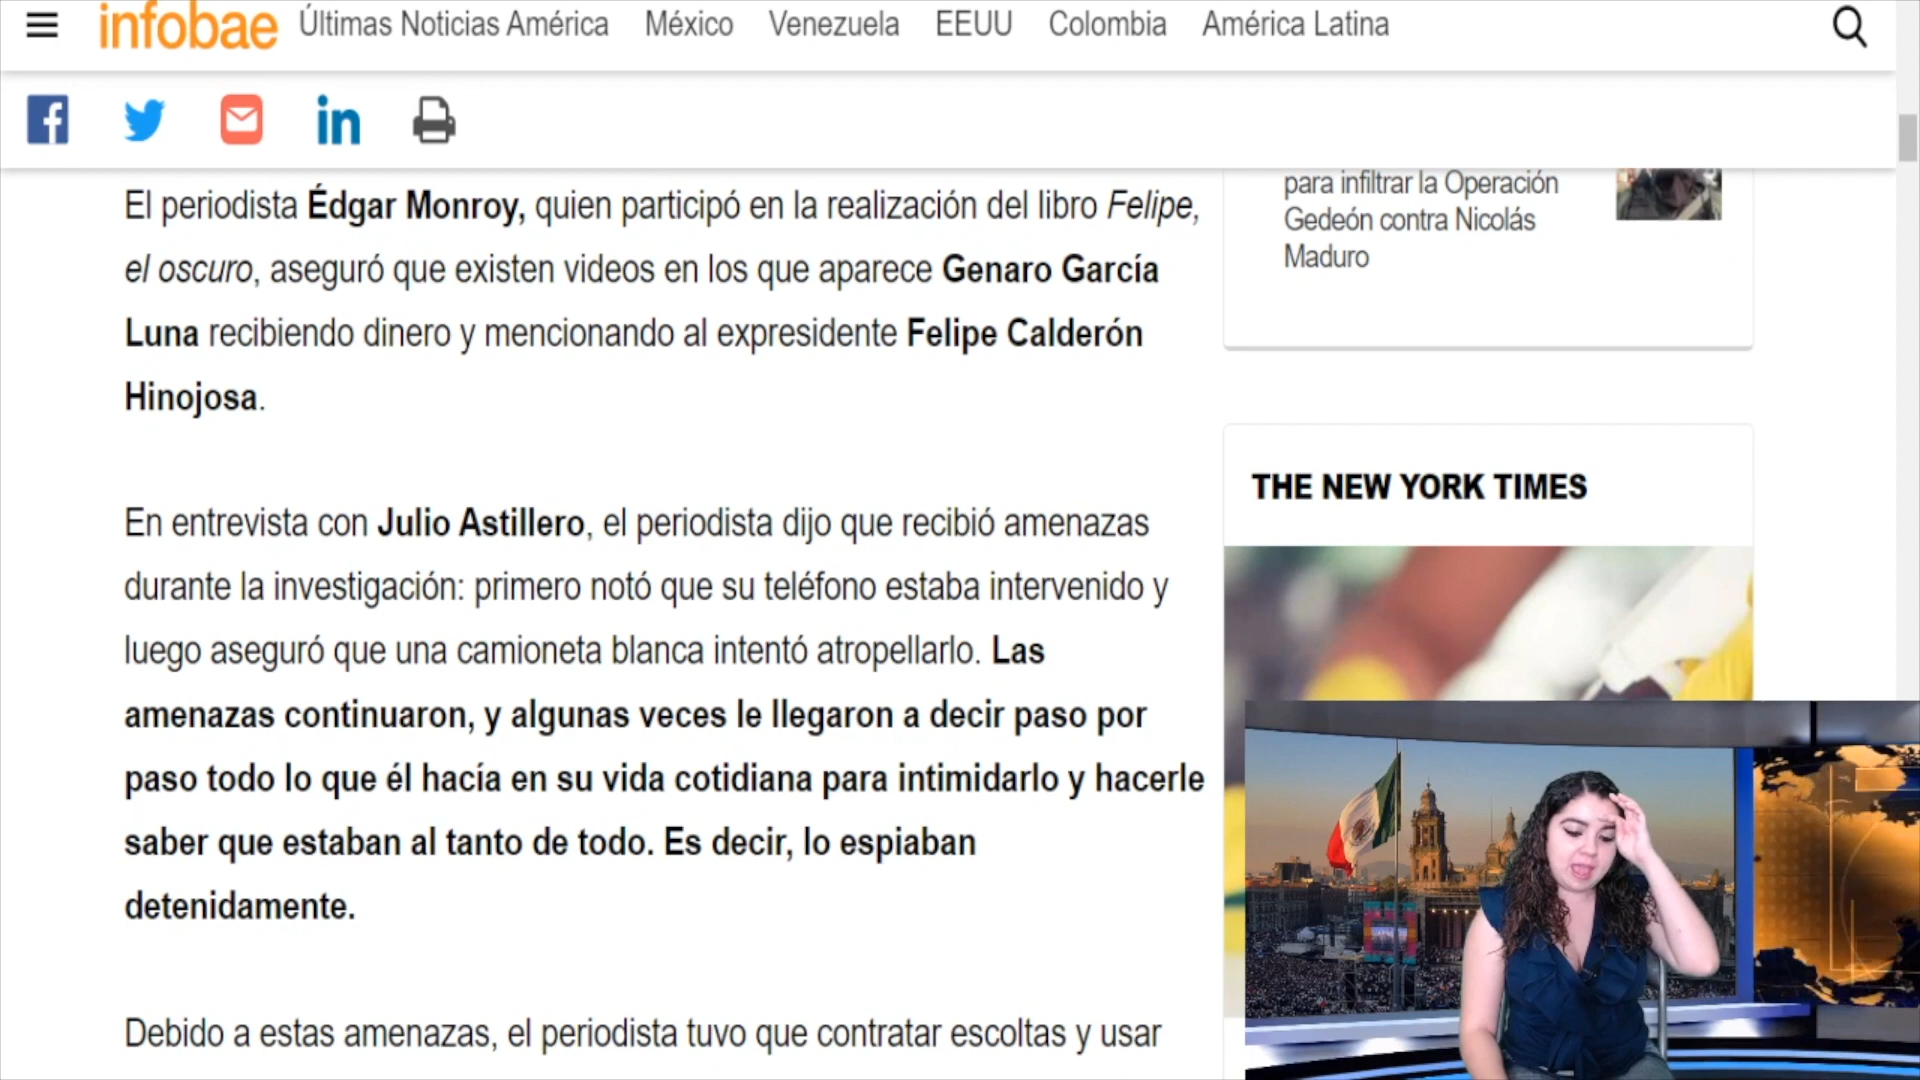 infobae Últimas Noticias América México Venezuela EEUU Colombia América Latina
El periodista Édgar Monroy, quien participó en la realización del libro Felipe,
el oscuro, aseguró que existen videos en los que aparece Genaro García
Luna recibiendo dinero y mencionando al expresidente Felipe Calderón
Hinojosa.
En entrevista con Julio Astillero, el periodista dijo que recibió amenazas
durante la investigación: primero notó que su teléfono estaba intervenido y
luego aseguró que una camioneta blanca intentó atropellarlo. Las
amenazas continuaron, y algunas veces le llegaron a decir paso por
paso todo lo que él hacía en su vida cotidiana para intimidarlo y hacerle
saber que estaban al tanto de todo. Es decir, lo espiaban
detenidamente.
Debido a estas amenazas, el periodista tuvo que contratar escoltas y usar
para infiltrar la Operación
Gedeón contra Nicolás
Maduro
THE NEW YORK TIMES